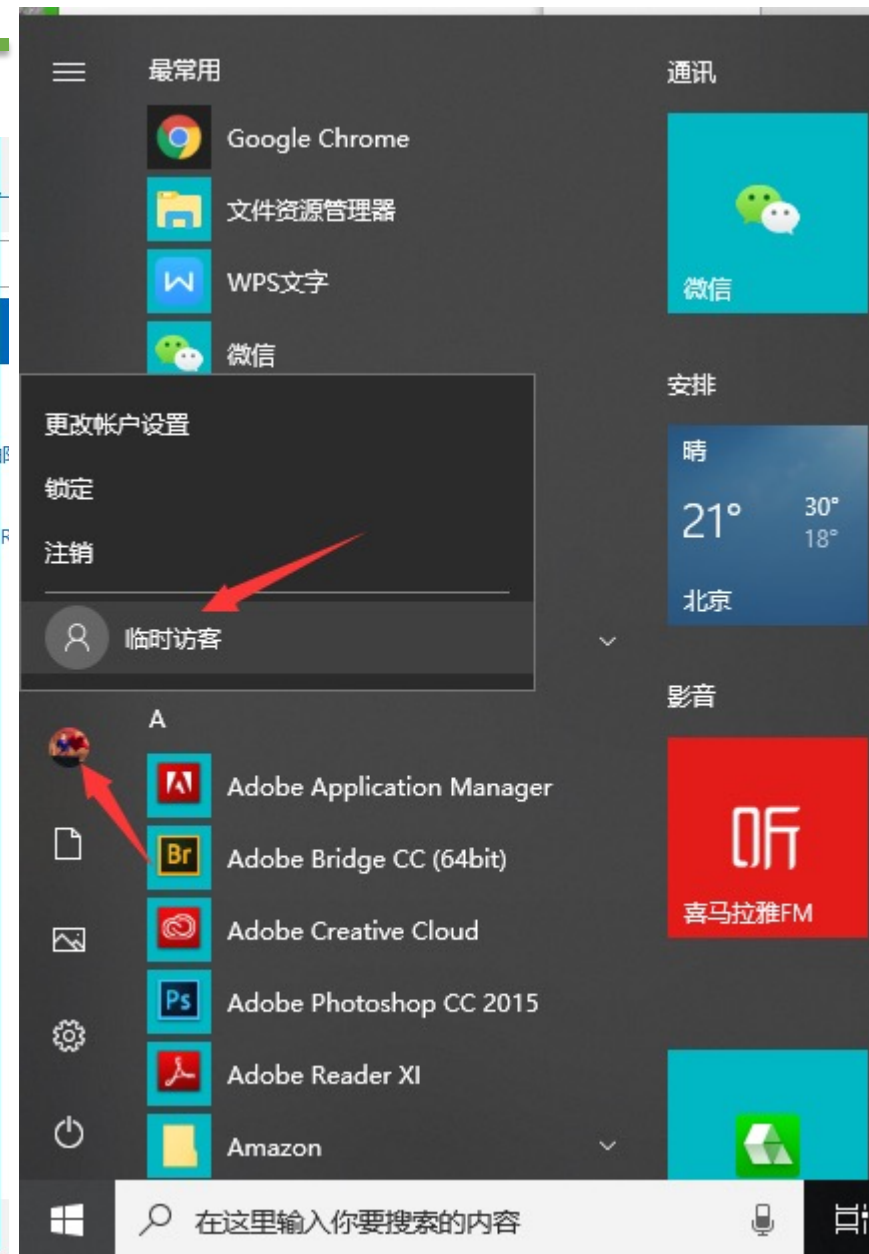 最常用
Google Chrome
文件资源管理器
WPS文字
微信
更改帐户设置
锁定
注销
临时访客
A
Adobe Application Manager
Br
Adobe Bridge CC (64bit)
Adobe Creative Cloud
Ps
Adobe Photoshop CC 2015
Adobe Reader XI
Amazon
通讯
微信
安排
晴
21°
30°
18°
北京
影音
听
喜马拉雅FM
在这里输入你要搜索的内容
R